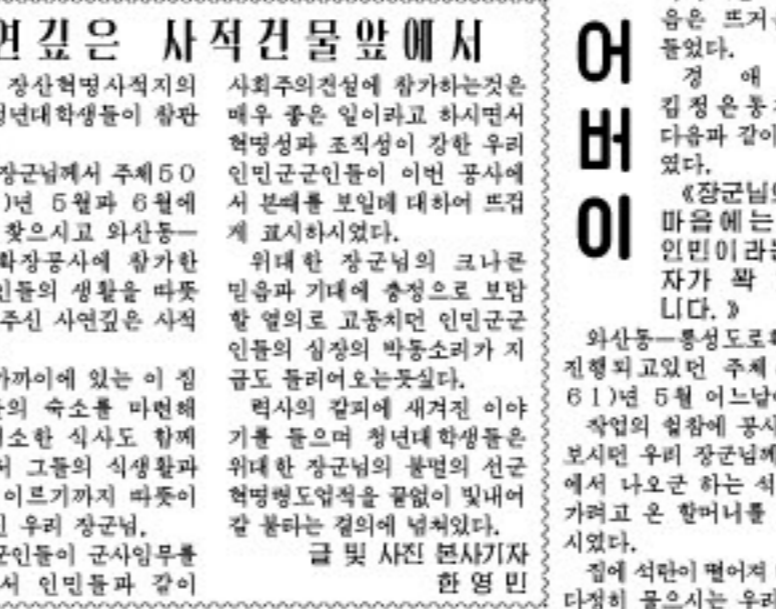 연깊은 사적건물앞에서
장산혁명사적지의
청년대학생들이 참관
장군님께서 주체50
)년 5월과 6월에
찾으시고 와산동―
확장공사에 참가한
인들의 생활을 따뜻
주신 사연깊은 사적
가까이에 있는 이 집
들의 숙소를 마련해
소한 식사도 함께
서 그들의 식생활과
이르기까지 따뜻이
우리 장군님.
군인들이 군사임무를
서 인민들과 같이
사회주의건설에 참가하는것은
매우 좋은 일이라고 하시면서
혁명성과 조직성이 강한 우리
인민군군인들이 이번 공사에
서 본때를 보일데 대하여 뜨겁
게 표시하시였다.
위대한 장군님의 크나큰
믿음과 기대에 충정으로 보답
할 열의로 고동치던 인민군군
인들의 심장의 박동소리가 지
금도 들리여오는듯싶다.
력사의 갈피에 새겨진 이야
기를 들으며 청년대학생들은
위대한 장군님의 불멸의 선군
혁명령도업적을 끝없이 빛내여
갈 불타는 결의에 넘쳐있다.
글 및 사진 본사기자
한영민
어버이
음은 뜨거
들었다.
경애
김정은동
다음과 같이
였다.
《장군님의
마음에는
인민이라는
자가 꽉
니다.》
와산동―룡성도로확
진행되고있던 주체
61)년 5월 어느날
작업의 쉴참에 공사
보시던 우리 장군님께
에서 나오군 하는 석
가려고 온 할머니를
시였다.
집에 석탄이 떨어져
다정히 물으시는 우리